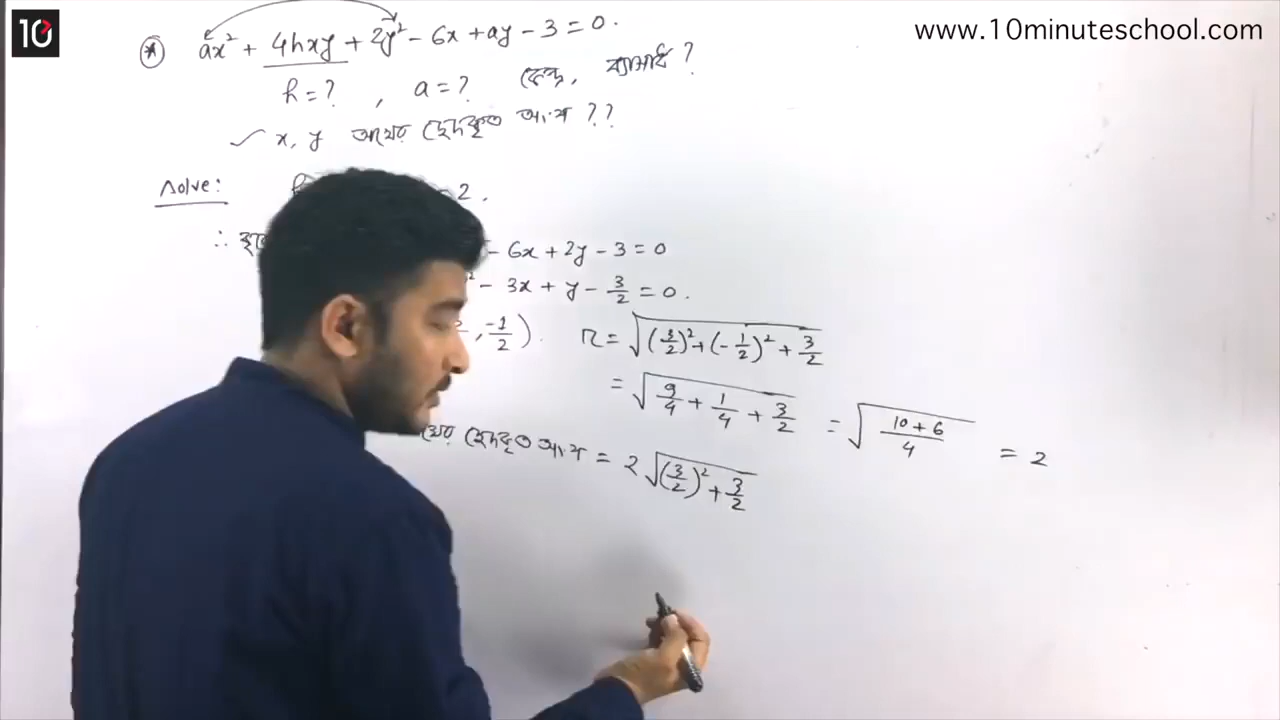 10
www.10minuteschool.com
* ax² + 4hxy + 2y² - 6x + ay - 3 = 0.
h = ? , a = ? কেন্দ্র, ব্যাসার্ধ ?
✓ x, y অক্ষের ছেদকৃত অংশ ??
Solve: 2.
∴ - 6x + 2y - 3 = 0
- 3x + y - 3/2 = 0.
, -1/2). r = √((3/2)² + (-1/2)² + 3/2)
= √(9/4 + 1/4 + 3/2) = √((10 + 6)/4) = 2
ছেদকৃত অংশ = 2√((3/2)² + 3/2)